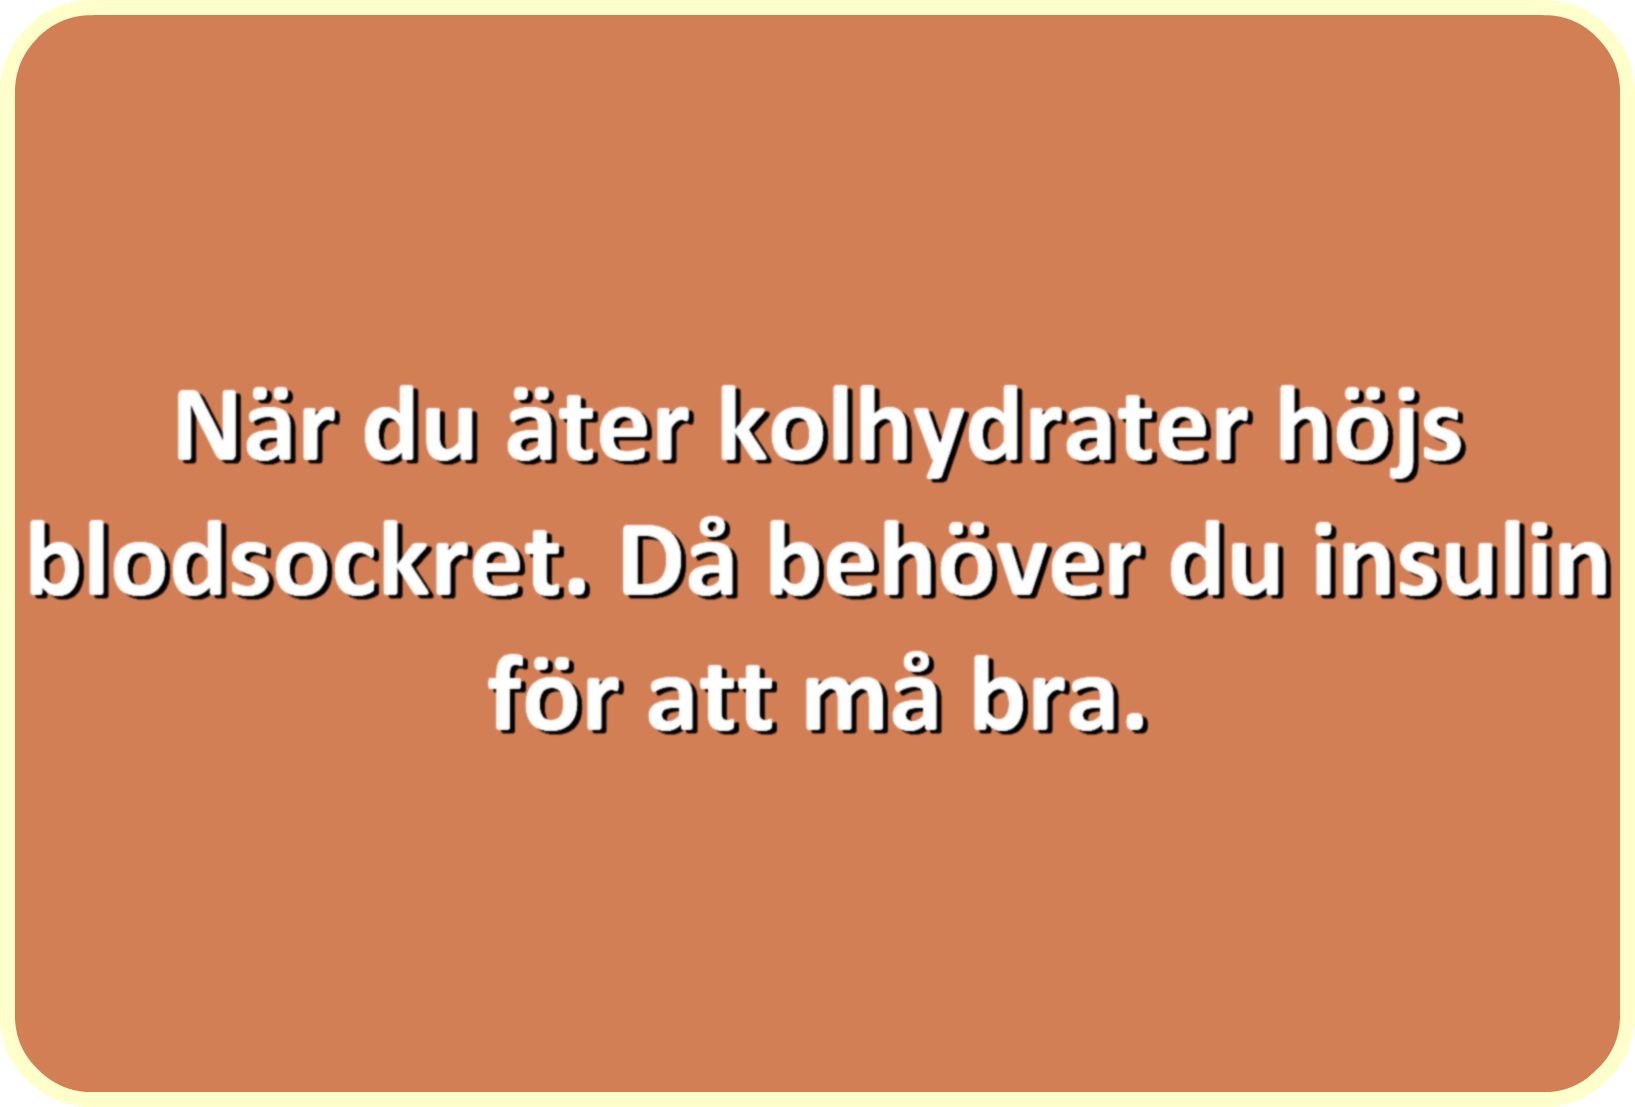 När du äter kolhydrater höjs
blodsockret. Då behöver du insulin
för att må bra.